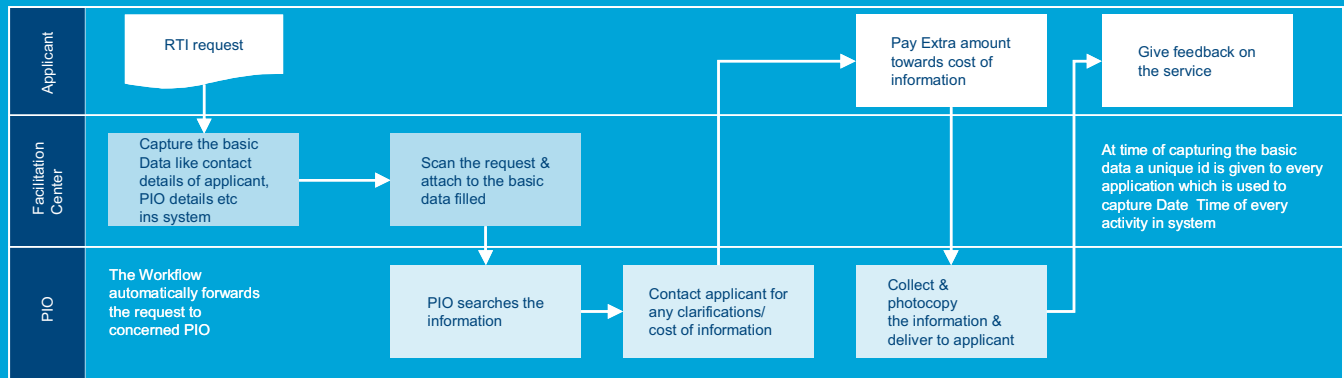 Applicant
RTI request
Pay Extra amount
towards cost of
information
Give feedback on
the service
Facilitation
Center
Capture the basic
Data like contact
details of applicant,
PIO details etc
ins system
Scan the request &
attach to the basic
data filled
At time of capturing the basic
data a unique id is given to every
application which is used to
capture Date  Time of every
activity in system
PIO
The Workflow
automatically forwards
the request to
concerned PIO
PIO searches the
information
Contact applicant for
any clarifications/
cost of information
Collect &
photocopy
the information &
deliver to applicant